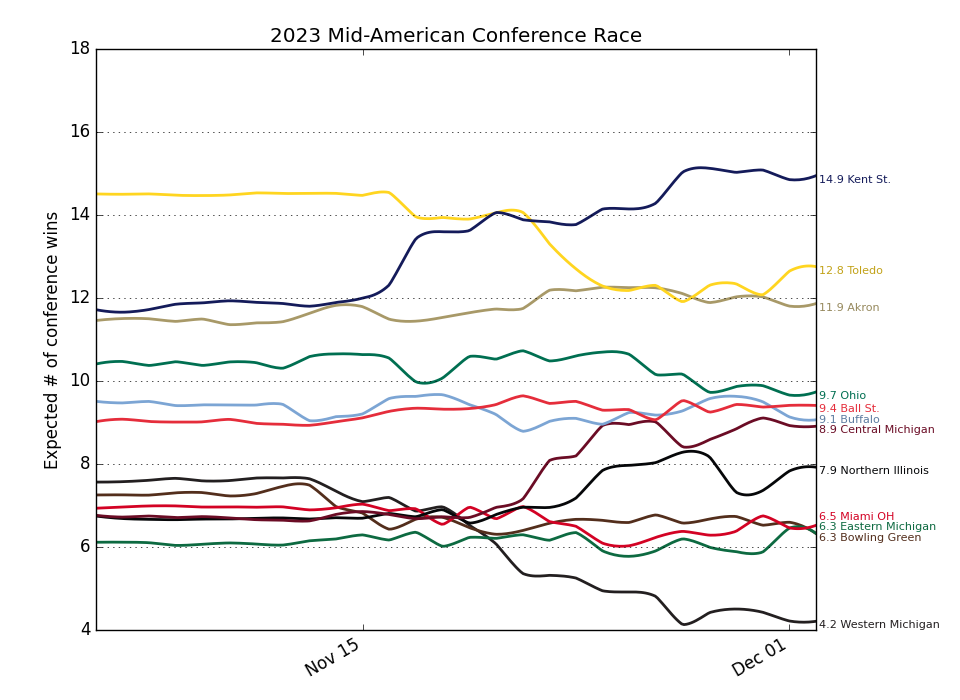 2023 Mid-American Conference Race
Expected # of conference wins
18
16
14
12
10
8
6
4
Nov 15
Dec 01
14.9 Kent St.
12.8 Toledo
11.9 Akron
9.7 Ohio
9.4 Ball St.
9.1 Buffalo
8.9 Central Michigan
7.9 Northern Illinois
6.5 Miami OH
6.3 Eastern Michigan
6.3 Bowling Green
4.2 Western Michigan